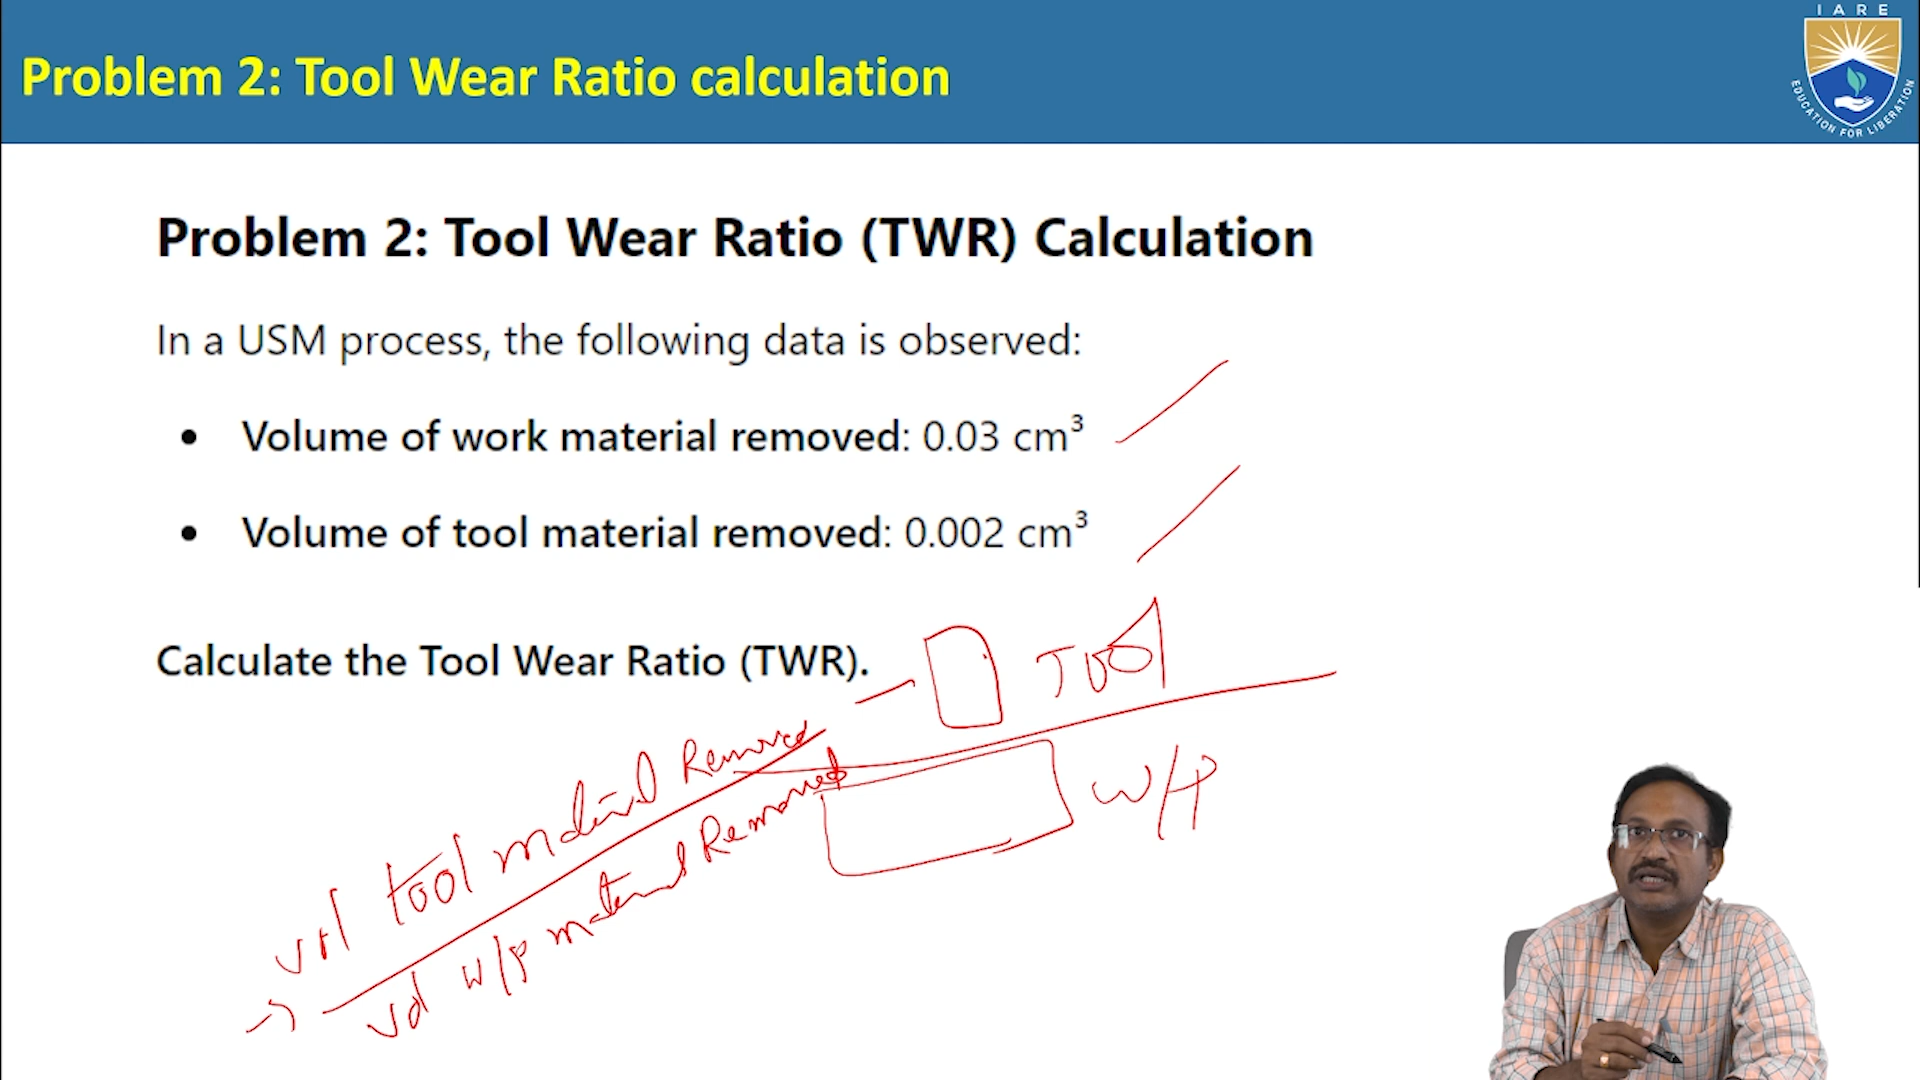 IARE
EDUCATION FOR LIBERATION
Problem 2: Tool Wear Ratio calculation
Problem 2: Tool Wear Ratio (TWR) Calculation
In a USM process, the following data is observed:
• Volume of work material removed: 0.03 cm³
• Volume of tool material removed: 0.002 cm³
Calculate the Tool Wear Ratio (TWR).
Tool
W/P
vol tool material Removed
vol w/p material Removed